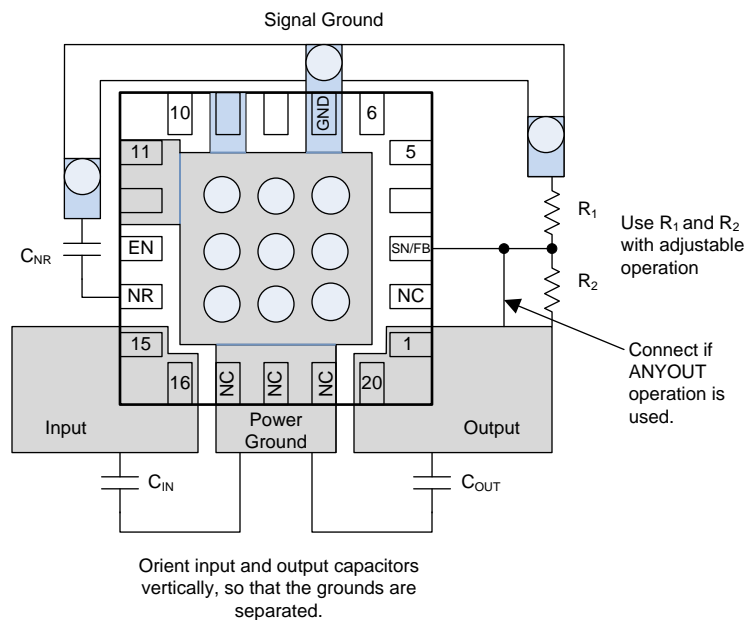 Signal Ground
10
GND
6
11
5
EN
SN/FB
NR
NC
15
1
16
NC
NC
NC
20
C_NR
R1
R2
Use R1 and R2
with adjustable
operation
Connect if
ANYOUT
operation is
used.
Input
Power
Ground
Output
CIN
COUT
Orient input and output capacitors
vertically, so that the grounds are
separated.